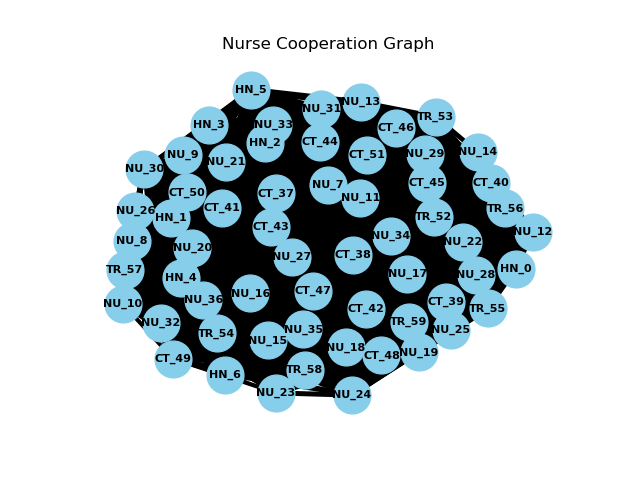 Nurse Cooperation Graph
HN_5
NU_13
NU_31
TR_53
HN_3
NU_33
CT_46
HN_2
CT_44
NU_14
NU_9
CT_51
NU_29
NU_21
NU_30
CT_45
CT_40
NU_7
CT_50
CT_37
NU_11
CT_41
TR_56
NU_26
HN_1
TR_52
CT_43
NU_12
NU_34
NU_8
NU_22
NU_20
CT_38
NU_27
TR_57
HN_0
NU_17
NU_28
HN_4
CT_47
NU_16
NU_36
CT_39
NU_10
TR_55
CT_42
NU_32
TR_59
NU_35
NU_25
TR_54
NU_15
NU_18
NU_19
CT_48
CT_49
TR_58
HN_6
NU_23
NU_24